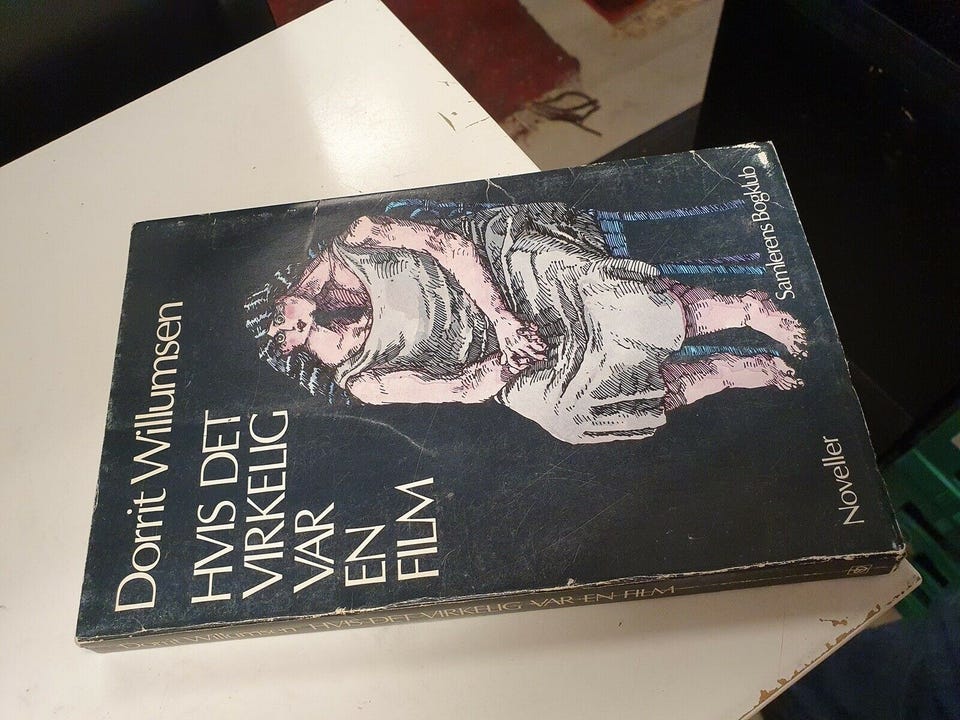 Dorrit Willumsen
HVIS DET
VIRKELIG
VAR
EN
FILM
Noveller
Samlerens Bogklub
Dorrit Willumsen HVIS DET VIRKELIG VAR EN FILM